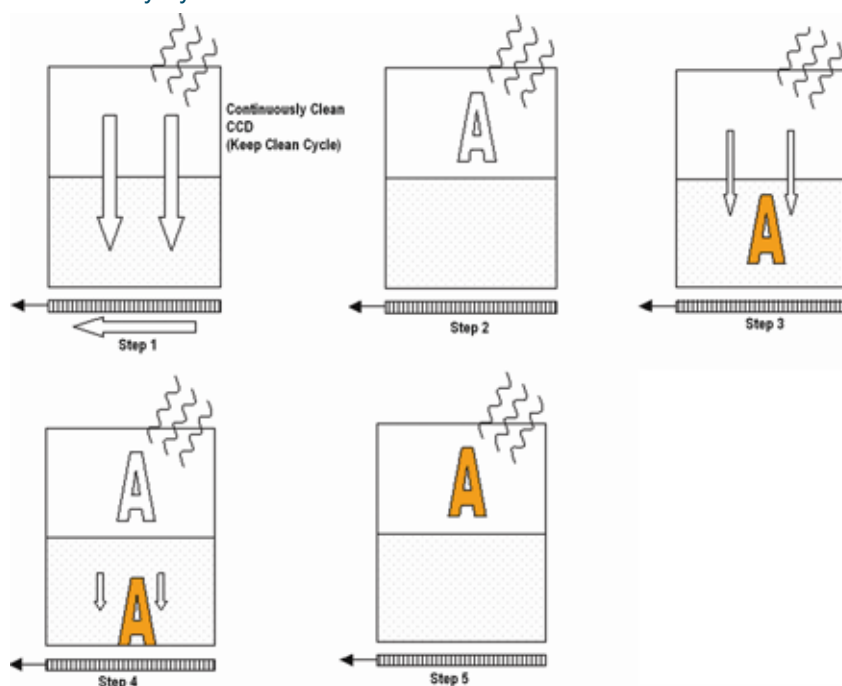 Continuously Clean
CCD
(Keep Clean Cycle)
A
A
Step 1
Step 2
Step 3
A
A
A
Step 4
Step 5